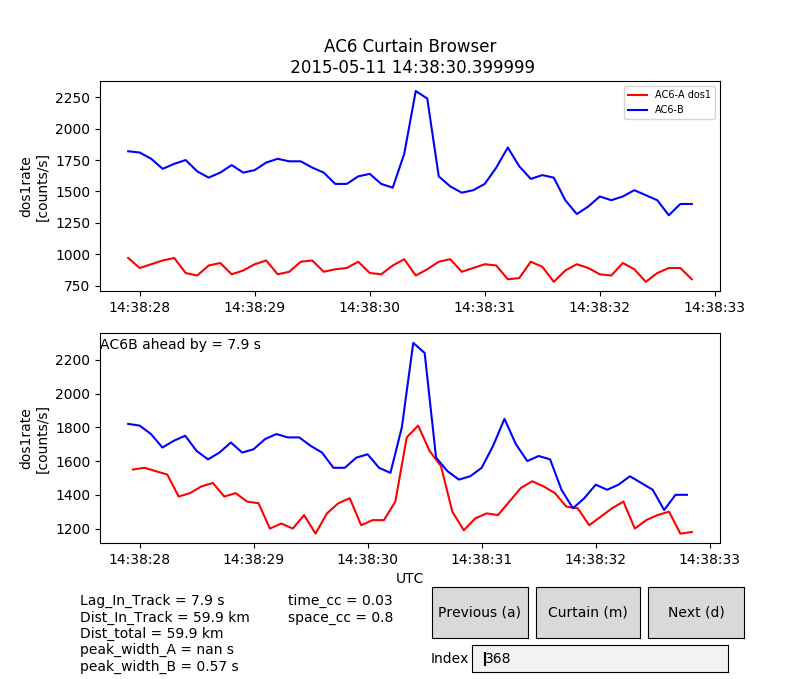 AC6 Curtain Browser
2015-05-11 14:38:30.399999
AC6-A dos1
AC6-B
dos1rate
[counts/s]
2250
2000
1750
1500
1250
1000
750
14:38:28 14:38:29 14:38:30 14:38:31 14:38:32 14:38:33
AC6B ahead by = 7.9 s
dos1rate
[counts/s]
2200
2000
1800
1600
1400
1200
14:38:28 14:38:29 14:38:30 14:38:31 14:38:32 14:38:33
UTC
Lag_In_Track = 7.9 s
Dist_In_Track = 59.9 km
Dist_total = 59.9 km
peak_width_A = nan s
peak_width_B = 0.57 s
time_cc = 0.03
space_cc = 0.8
Previous (a) Curtain (m) Next (d)
Index 368